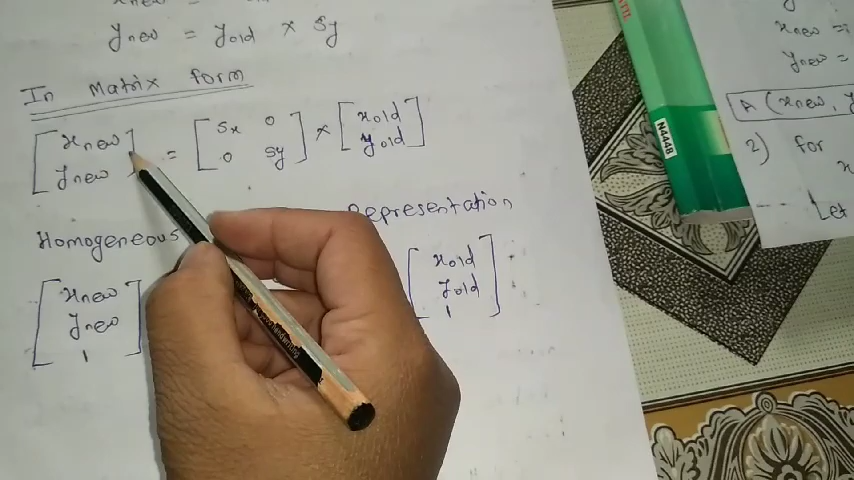 ynew = yold × sy
In Matrix form
[xnew] = [sx 0] × [xold]
[ynew] [0 sy] [yold]
Homogeneous Representation
[xnew] [xold]
[ynew] [yold]
[1] [1]
N4448
xnew =
ynew =
A (xnew, y
2) for
x
Let